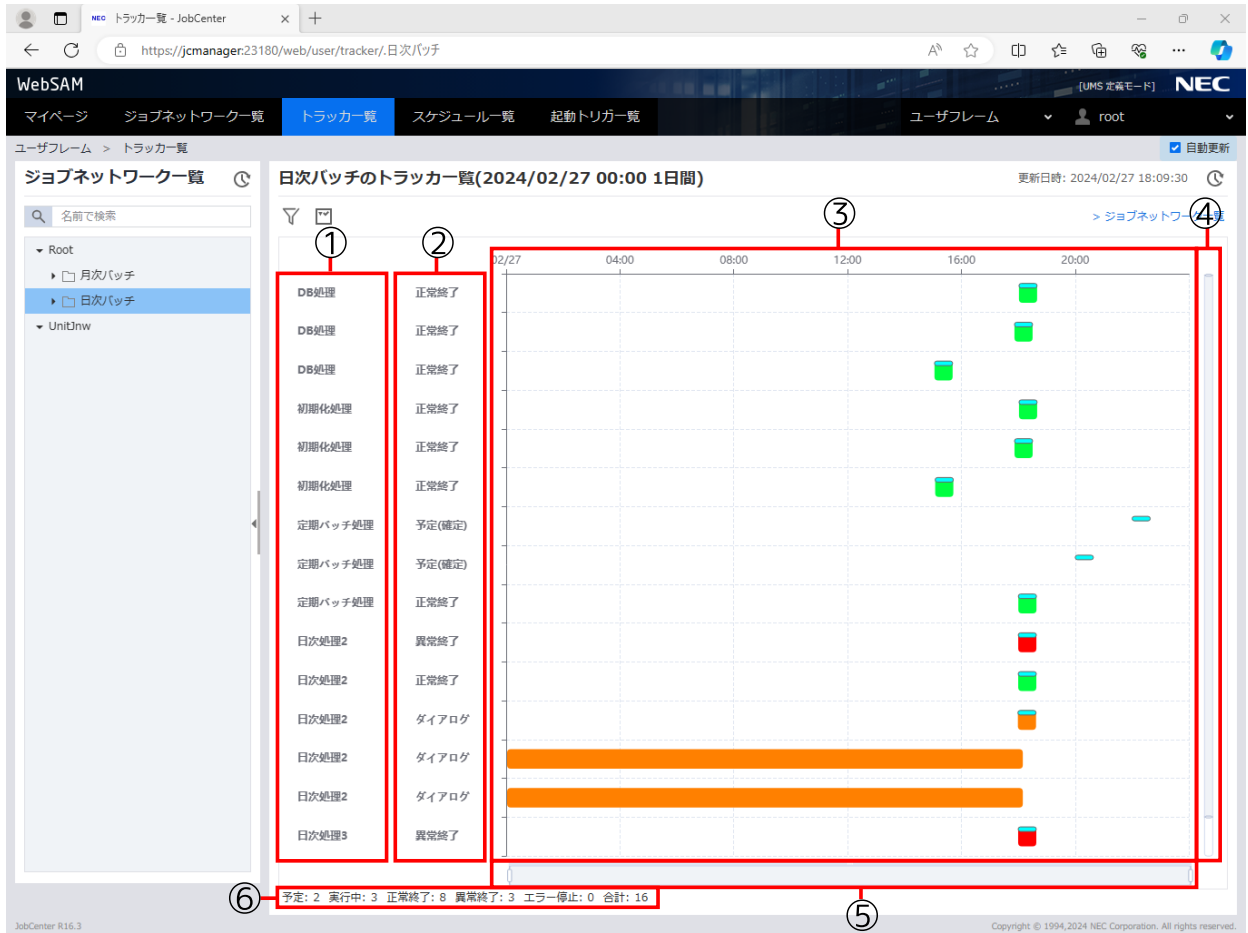 NEC トラッカ一覧 - JobCenter
https://jcmanager:23180/web/user/tracker/.日次バッチ
WebSAM
[UMS 定義モード] NEC
マイページ ジョブネットワーク一覧 トラッカ一覧 スケジュール一覧 起動トリガ一覧 ユーザフレーム root
ユーザフレーム > トラッカ一覧 自動更新
ジョブネットワーク一覧
日次バッチのトラッカ一覧(2024/02/27 00:00 1日間) 更新日時: 2024/02/27 18:09:30
名前で検索
> ジョブネットワーク一覧
① ② ③ ④
Root
月次バッチ
日次バッチ
UnitJnw
02/27 04:00 08:00 12:00 16:00 20:00
DB処理 正常終了
DB処理 正常終了
DB処理 正常終了
初期化処理 正常終了
初期化処理 正常終了
初期化処理 正常終了
定期バッチ処理 予定(確定)
定期バッチ処理 予定(確定)
定期バッチ処理 正常終了
日次処理2 異常終了
日次処理2 正常終了
日次処理2 ダイアログ
日次処理2 ダイアログ
日次処理2 ダイアログ
日次処理3 異常終了
⑥ 予定: 2 実行中: 3 正常終了: 8 異常終了: 3 エラー停止: 0 合計: 16
⑤
JobCenter R16.3 Copyright © 1994,2024 NEC Corporation. All rights reserved.